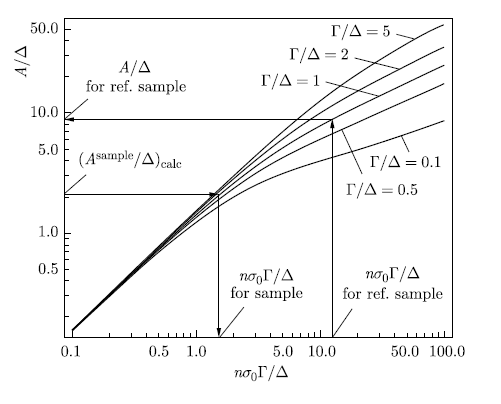 50.0
A/Δ
Γ/Δ = 5
Γ/Δ = 2
A/Δ
for ref. sample
Γ/Δ = 1
10.0
5.0
(A^sample/Δ)_calc
Γ/Δ = 0.1
Γ/Δ = 0.5
1.0
0.5
nσ₀Γ/Δ
for sample
nσ₀Γ/Δ
for ref. sample
0.1 0.5 1.0 5.0 10.0 50.0 100.0
nσ₀Γ/Δ